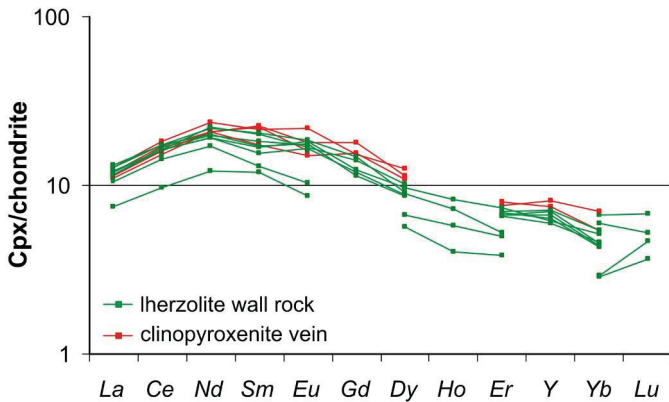 100
10
1
Cpx/chondrite
lherzolite wall rock
clinopyroxenite vein
La Ce Nd Sm Eu Gd Dy Ho Er Y Yb Lu